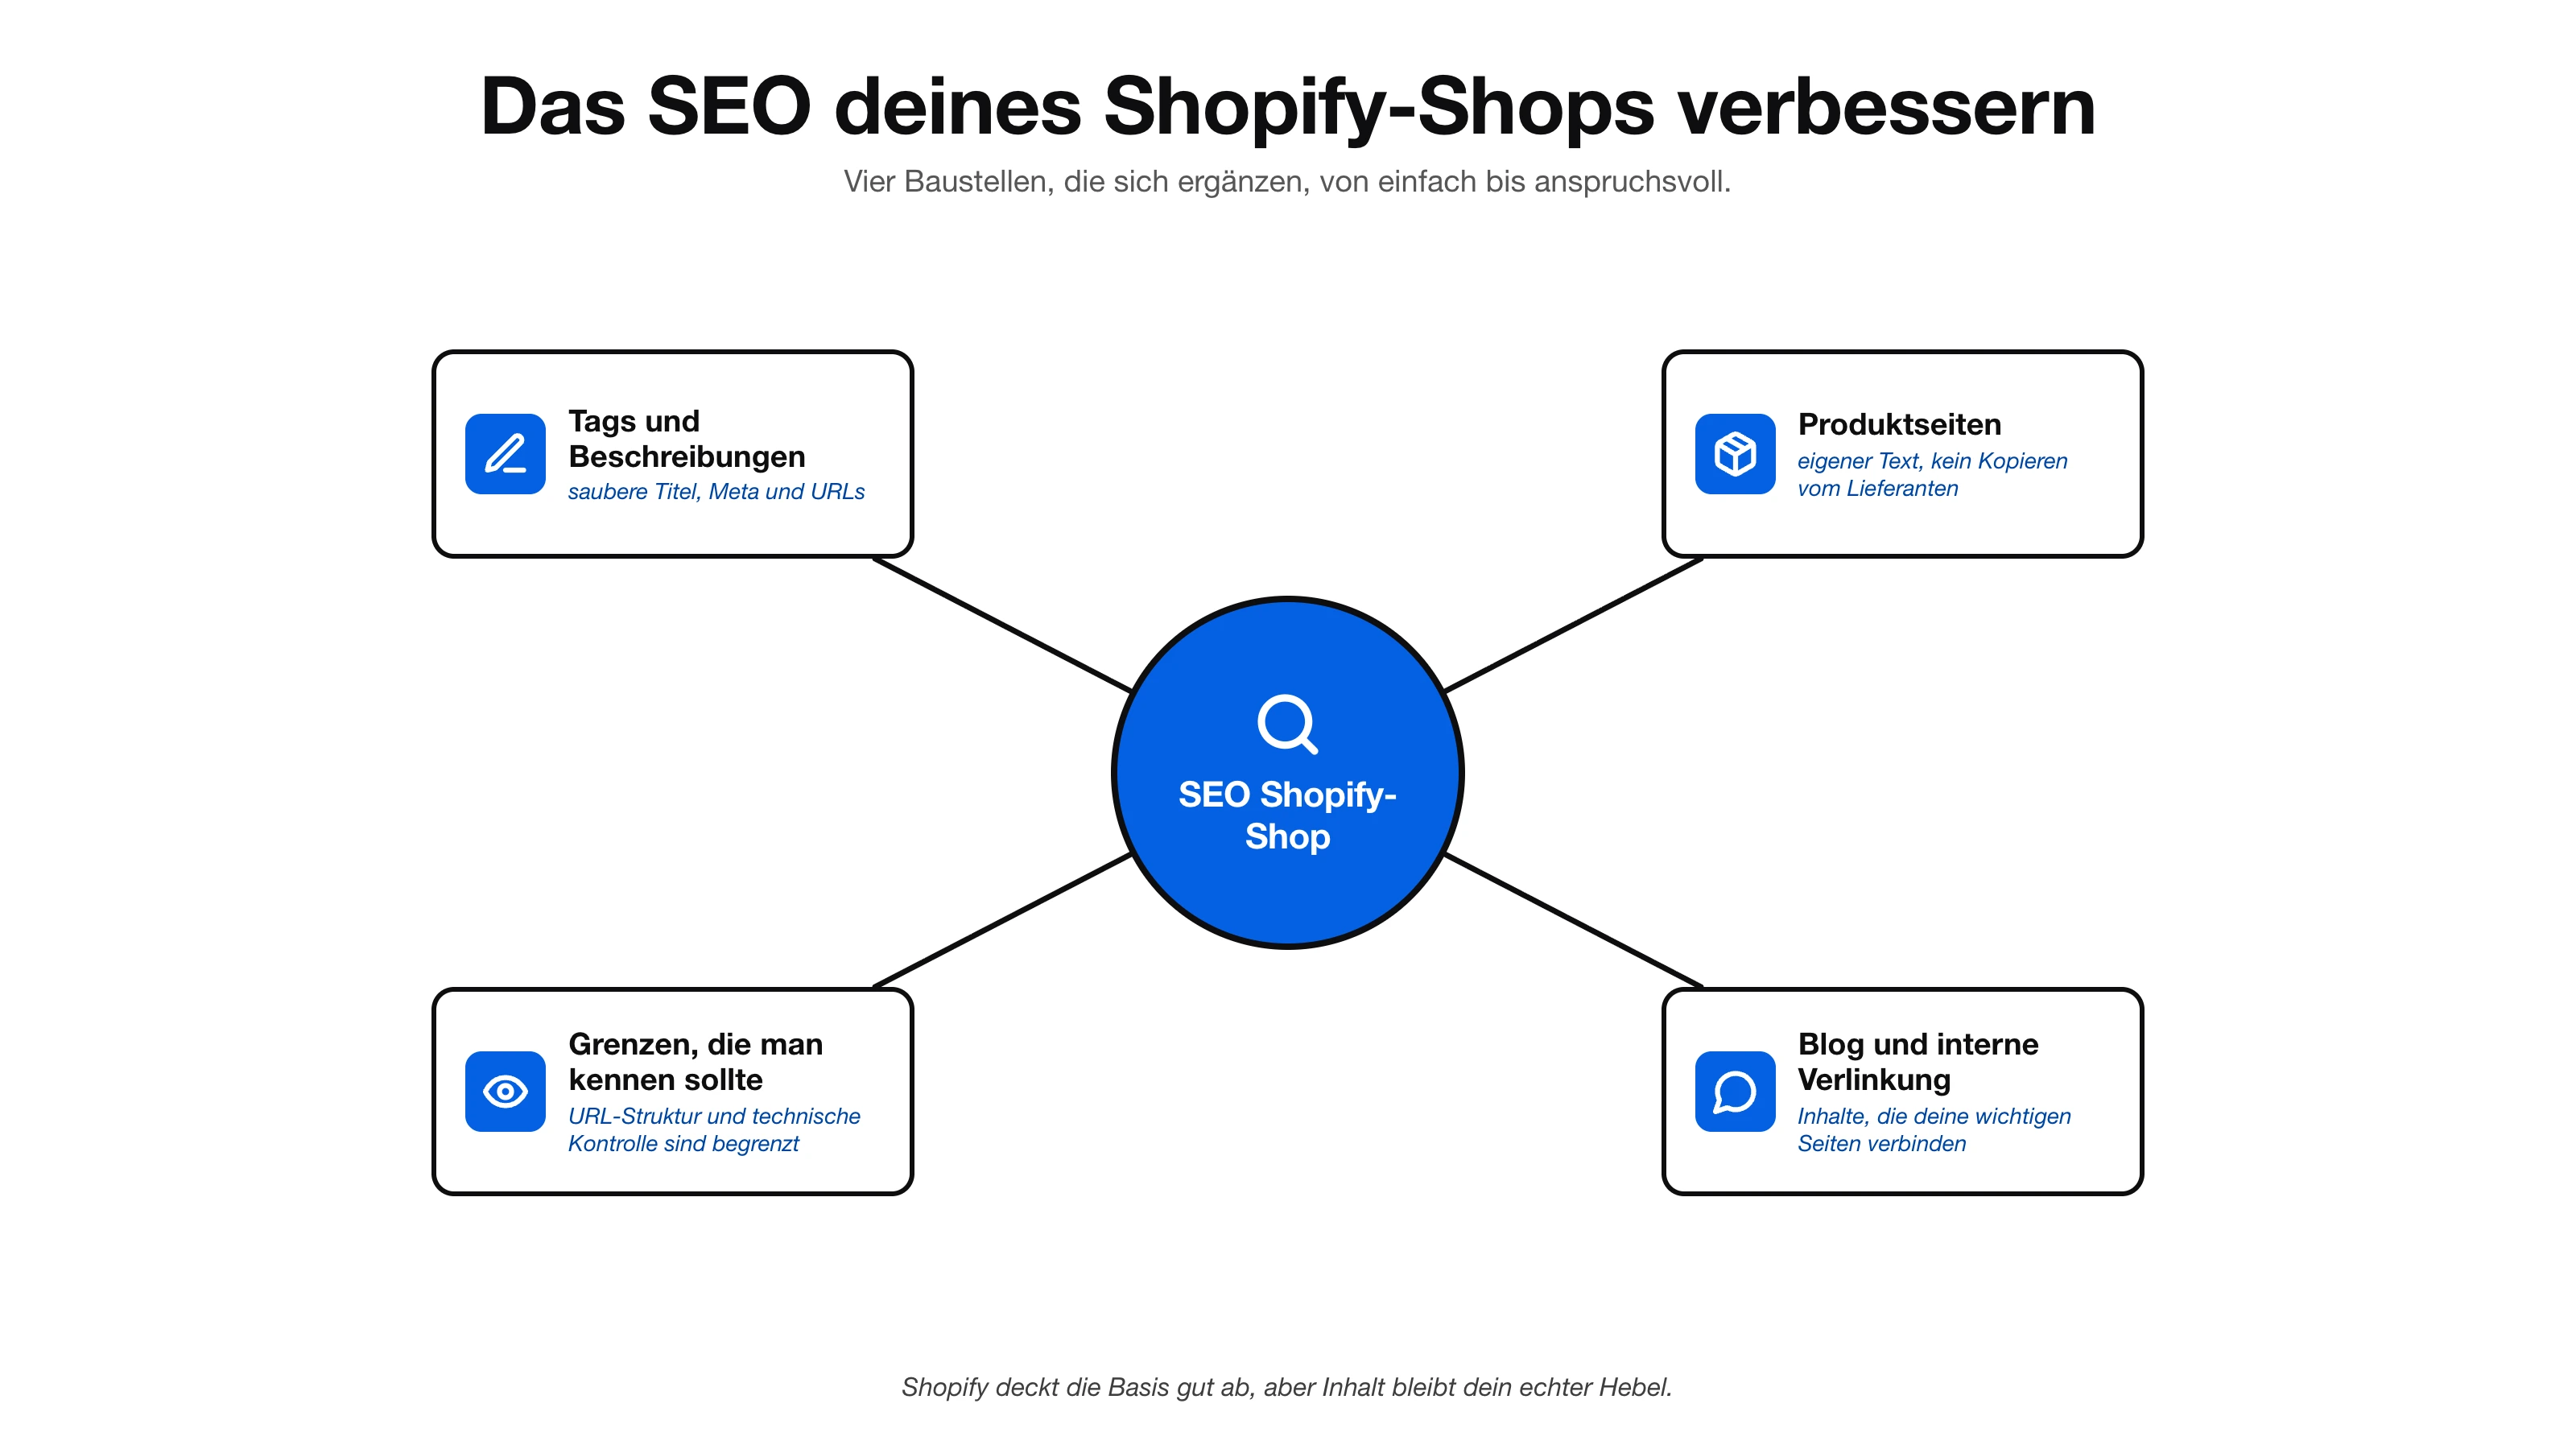 Das SEO deines Shopify-Shops verbessern
Vier Baustellen, die sich ergänzen, von einfach bis anspruchsvoll.
Tags und
Beschreibungen
saubere Titel, Meta und URLs
Produktseiten
eigener Text, kein Kopieren
vom Lieferanten
SEO Shopify-
Shop
Grenzen, die man
kennen sollte
URL-Struktur und technische
Kontrolle sind begrenzt
Blog und interne
Verlinkung
Inhalte, die deine wichtigen
Seiten verbinden
Shopify deckt die Basis gut ab, aber Inhalt bleibt dein echter Hebel.